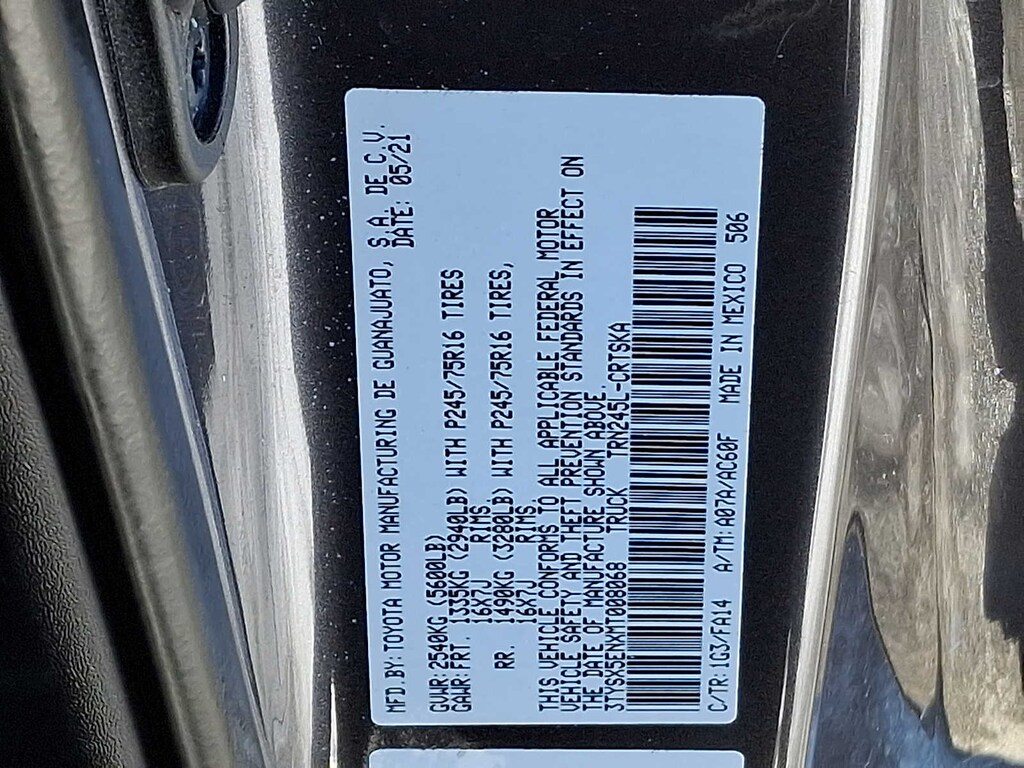 MFD.BY:TOYOTA MOTOR MANUFACTURING DE GUANAJUATO, S.A. DE C.V.
DATE: 05/21
GVWR:2540KG (5600LB)
GAWR:FRT. 1335KG (2940LB) WITH P245/75R16 TIRES
16X7J RIMS.
RR. 1490KG (3280LB) WITH P245/75R16 TIRES,
16X7J RIMS.
THIS VEHICLE CONFORMS TO ALL APPLICABLE FEDERAL MOTOR
VEHICLE SAFETY AND THEFT PREVENTION STANDARDS IN EFFECT ON
THE DATE OF MANUFACTURE SHOWN ABOVE.
3TYSX5ENXMT008068 TRUCK TRN245L-CRTSKA
C/TR:1G3/FA14 A/TM:A07A/AC60F MADE IN MEXICO 506